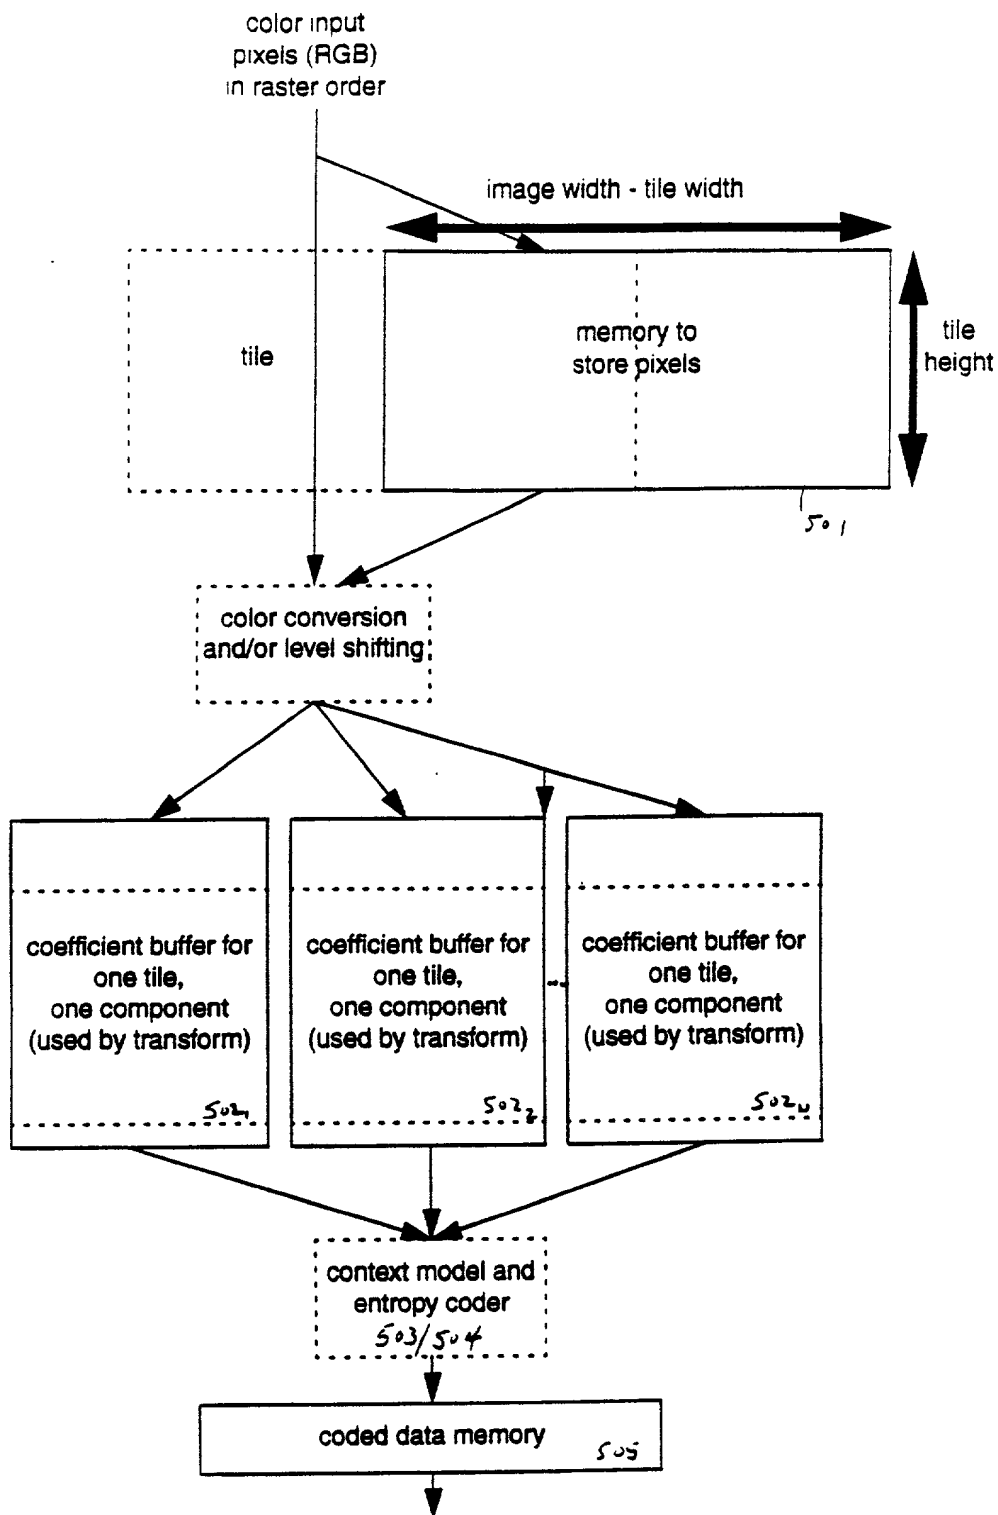 color input
pixels (RGB)
in raster order
image width - tile width
tile
memory to
store pixels
tile
height
501
color conversion
and/or level shifting
coefficient buffer for
one tile,
one component
(used by transform)
502₁
coefficient buffer for
one tile,
one component
(used by transform)
502₂
coefficient buffer for
one tile,
one component
(used by transform)
502N
context model and
entropy coder
503/504
coded data memory
505